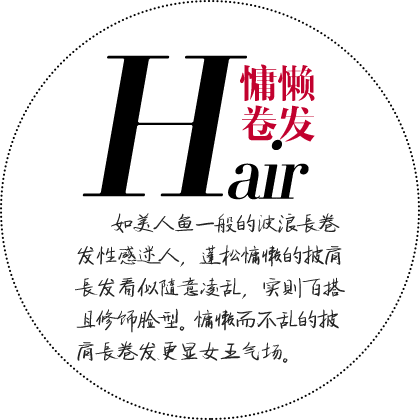 Hair
慵懒
卷发
如美人鱼一般的波浪長卷
发性感迷人，蓬松慵懒的披肩
長发看似随意凌乱，实则百搭
且修饰脸型。慵懒而不乱的披
肩長卷发更显女王气场。